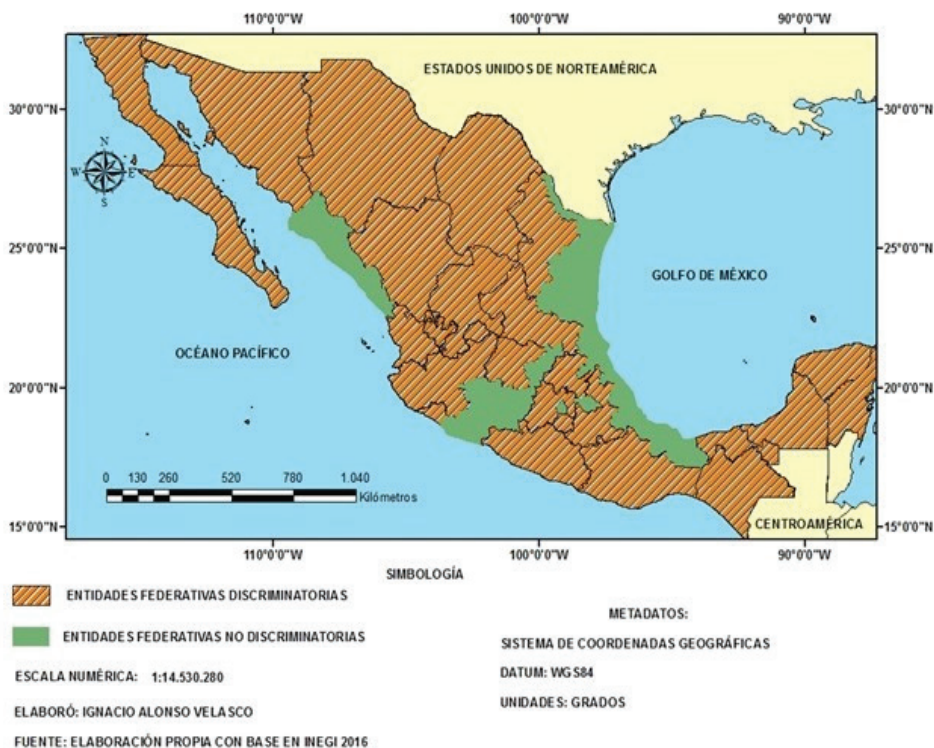 110°0'0"W 100°0'0"W 90°0'0"W
ESTADOS UNIDOS DE NORTEAMÉRICA
30°0'0"N 30°0'0"N
N
W E
S
25°0'0"N 25°0'0"N
GOLFO DE MÉXICO
OCÉANO PACÍFICO
20°0'0"N 20°0'0"N
0 130 260 520 780 1.040
Kilómetros
15°0'0"N 15°0'0"N
CENTROAMÉRICA
110°0'0"W 100°0'0"W 90°0'0"W
SIMBOLOGÍA
ENTIDADES FEDERATIVAS DISCRIMINATORIAS
ENTIDADES FEDERATIVAS NO DISCRIMINATORIAS
ESCALA NUMÉRICA: 1:14.530.280
ELABORÓ: IGNACIO ALONSO VELASCO
FUENTE: ELABORACIÓN PROPIA CON BASE EN INEGI 2016
METADATOS:
SISTEMA DE COORDENADAS GEOGRÁFICAS
DATUM: WGS84
UNIDADES: GRADOS